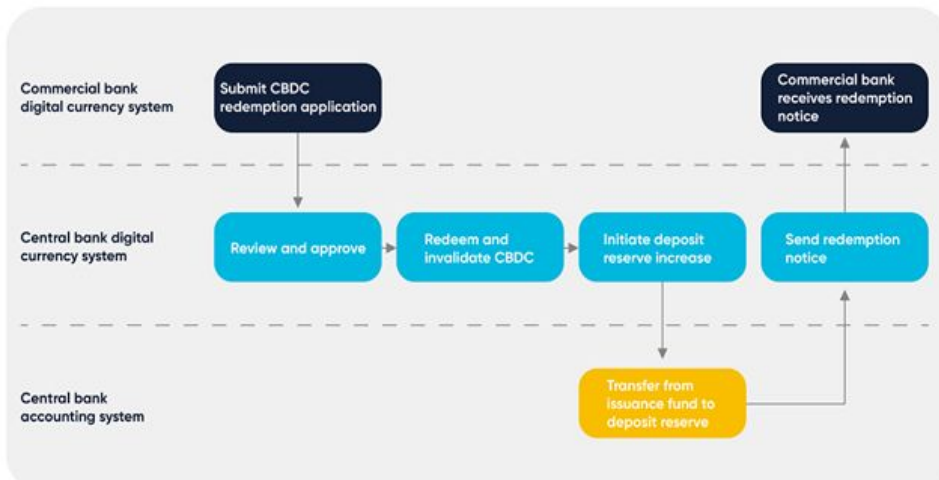 Commercial bank
digital currency system
Submit CBDC
redemption application
Commercial bank
receives redemption
notice
Central bank digital
currency system
Review and approve
Redeem and
invalidate CBDC
Initiate deposit
reserve increase
Send redemption
notice
Central bank
accounting system
Transfer from
issuance fund to
deposit reserve